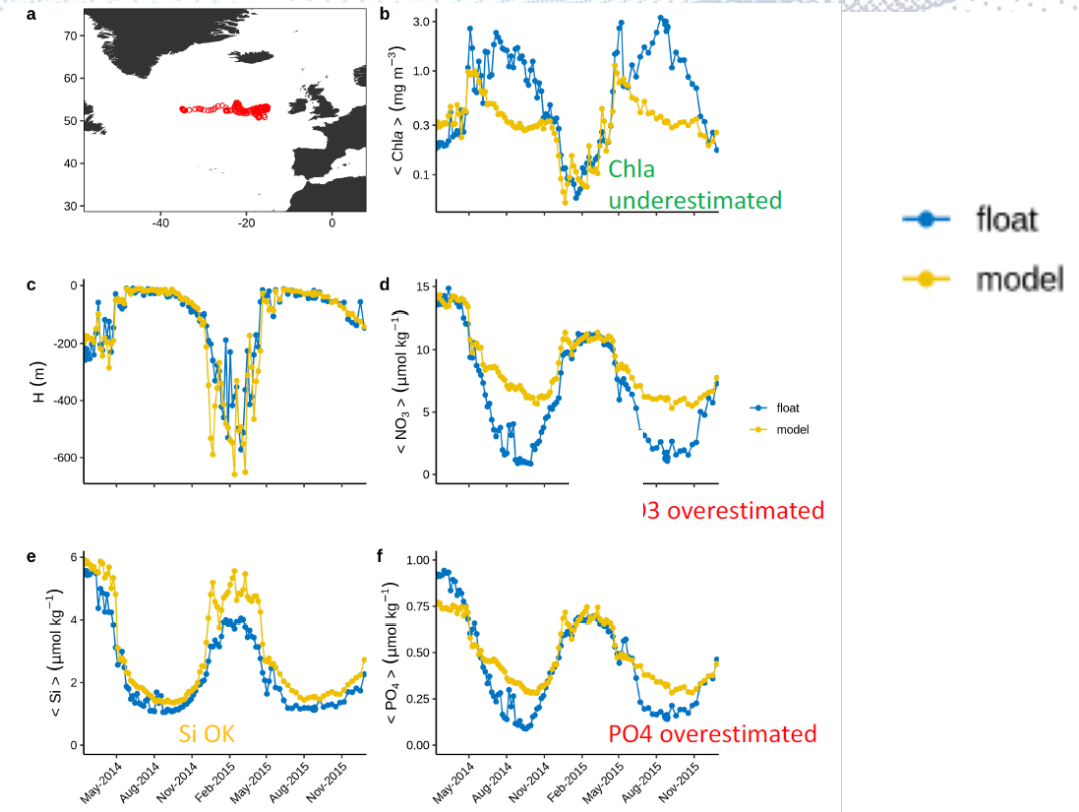 a
70
60
50
40
30
-40
-20
0
b
< Chla > (mg m−3)
3.0
1.0
0.3
0.1
Chla
underestimated
float
model
c
H (m)
0
-200
-400
-600
d
< NO3 > (μmol kg−1)
15
10
5
0
float
model
03 overestimated
e
< Si > (μmol kg−1)
6
4
2
0
Si OK
May-2014
Aug-2014
Nov-2014
Feb-2015
May-2015
Aug-2015
Nov-2015
f
< PO4 > (μmol kg−1)
1.00
0.75
0.50
0.25
0.00
PO4 overestimated
May-2014
Aug-2014
Nov-2014
Feb-2015
May-2015
Aug-2015
Nov-2015